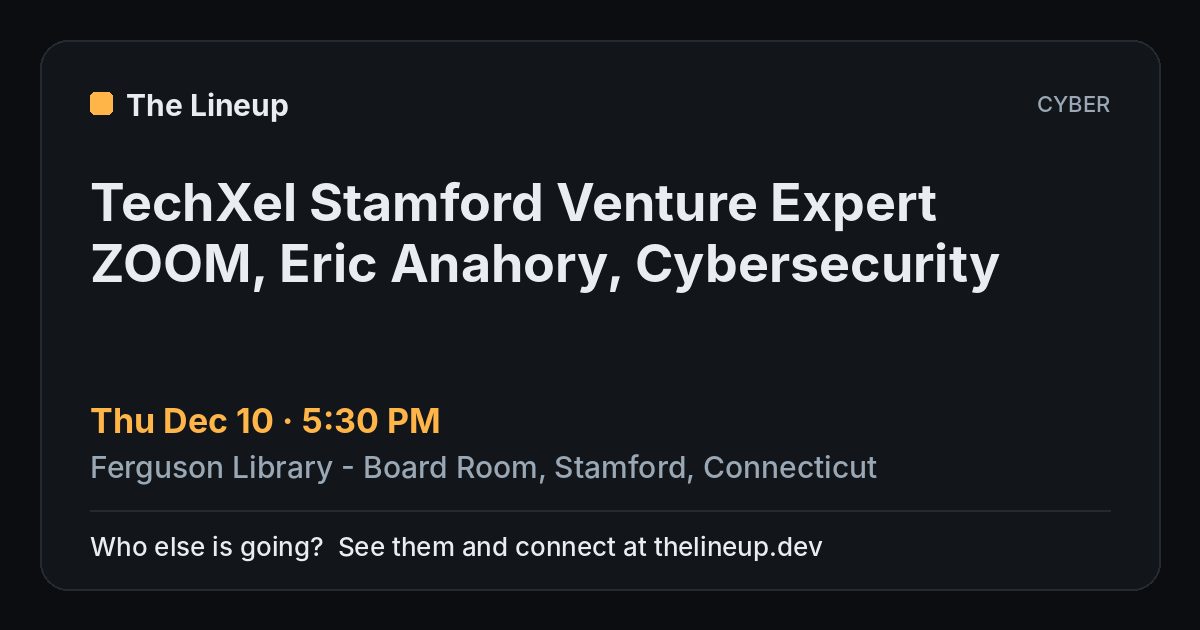 The Lineup
CYBER
TechXel Stamford Venture Expert
ZOOM, Eric Anahory, Cybersecurity
Thu Dec 10 · 5:30 PM
Ferguson Library - Board Room, Stamford, Connecticut
Who else is going?  See them and connect at thelineup.dev